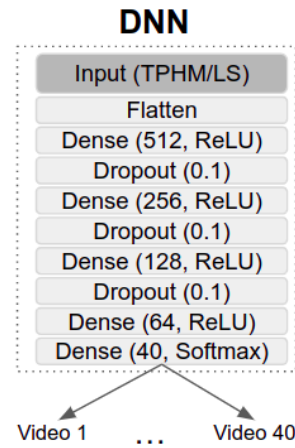 DNN
Input (TPHM/LS)
Flatten
Dense (512, ReLU)
Dropout (0.1)
Dense (256, ReLU)
Dropout (0.1)
Dense (128, ReLU)
Dropout (0.1)
Dense (64, ReLU)
Dense (40, Softmax)
Video 1 ... Video 40